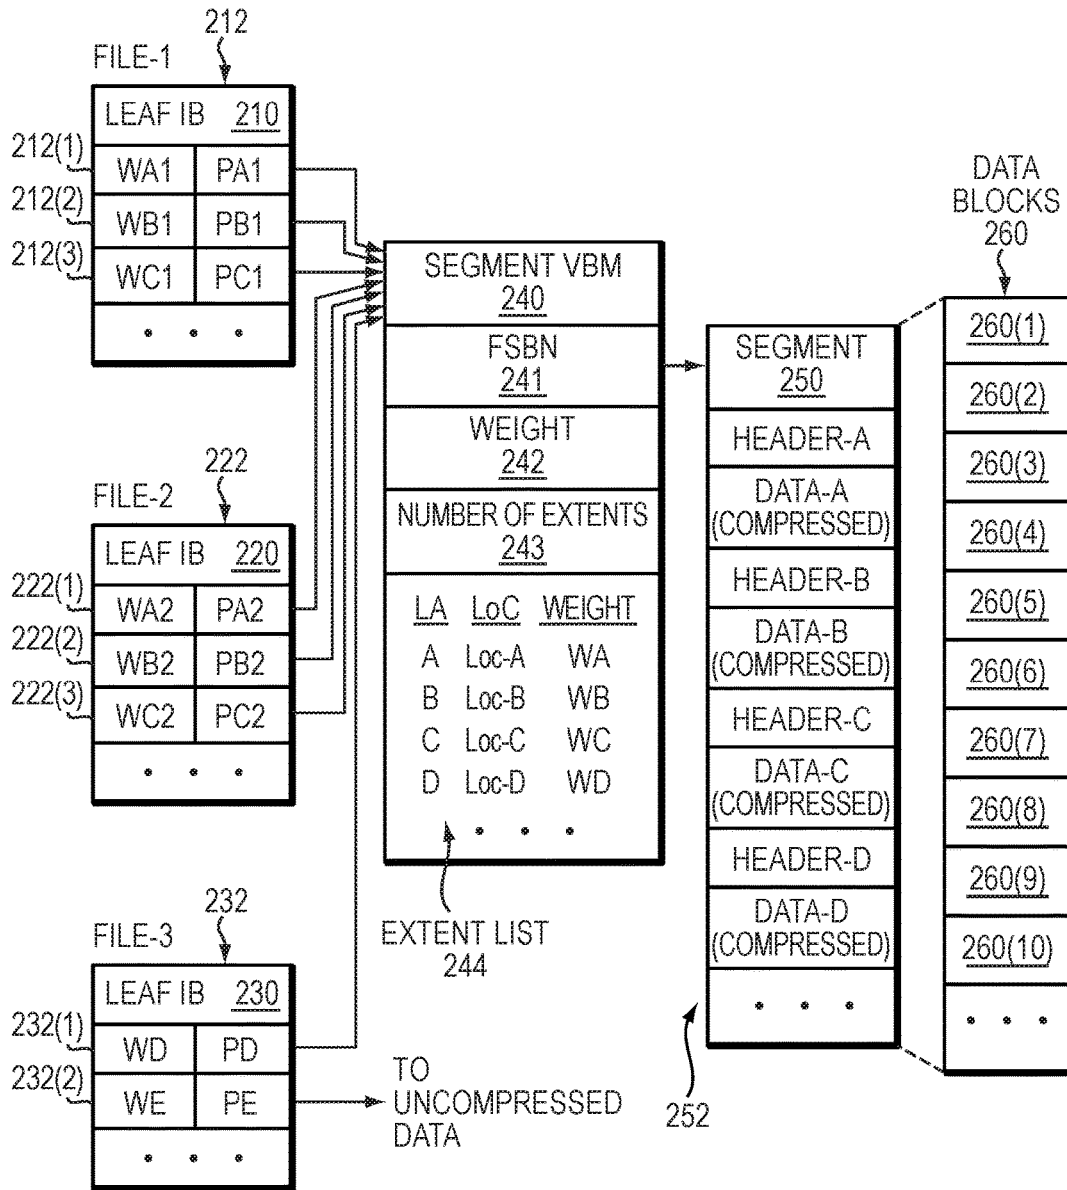 212
FILE-1
LEAF IB 210
212(1)
WA1 PA1
212(2)
WB1 PB1
212(3)
WC1 PC1
• • •
222
FILE-2
LEAF IB 220
222(1)
WA2 PA2
222(2)
WB2 PB2
222(3)
WC2 PC2
• • •
232
FILE-3
LEAF IB 230
232(1)
WD PD
232(2)
WE PE
• • •
TO
UNCOMPRESSED
DATA
SEGMENT VBM
240
FSBN
241
WEIGHT
242
NUMBER OF EXTENTS
243
LA LoC WEIGHT
A Loc-A WA
B Loc-B WB
C Loc-C WC
D Loc-D WD
• • •
EXTENT LIST
244
SEGMENT
250
HEADER-A
DATA-A
(COMPRESSED)
HEADER-B
DATA-B
(COMPRESSED)
HEADER-C
DATA-C
(COMPRESSED)
HEADER-D
DATA-D
(COMPRESSED)
• • •
252
DATA
BLOCKS
260
260(1)
260(2)
260(3)
260(4)
260(5)
260(6)
260(7)
260(8)
260(9)
260(10)
• • •